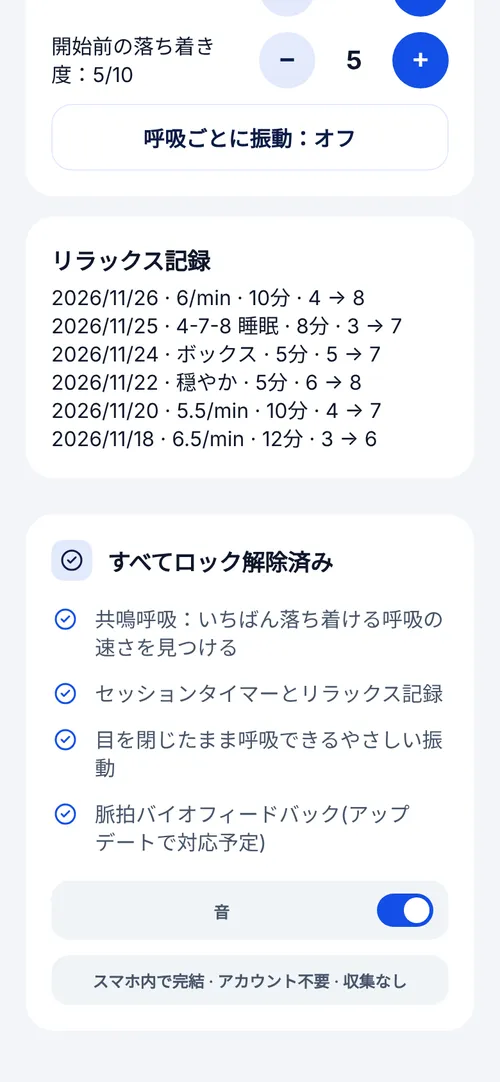 開始前の落ち着き
度：5/10
− 5 +
呼吸ごとに振動：オフ
リラックス記録
2026/11/26 · 6/min · 10分 · 4 → 8
2026/11/25 · 4-7-8 睡眠 · 8分 · 3 → 7
2026/11/24 · ボックス · 5分 · 5 → 7
2026/11/22 · 穏やか · 5分 · 6 → 8
2026/11/20 · 5.5/min · 10分 · 4 → 7
2026/11/18 · 6.5/min · 12分 · 3 → 6
すべてロック解除済み
共鳴呼吸：いちばん落ち着ける呼吸の
速さを見つける
セッションタイマーとリラックス記録
目を閉じたまま呼吸できるやさしい振
動
脈拍バイオフィードバック(アップ
デートで対応予定)
音
スマホ内で完結 · アカウント不要 · 収集なし